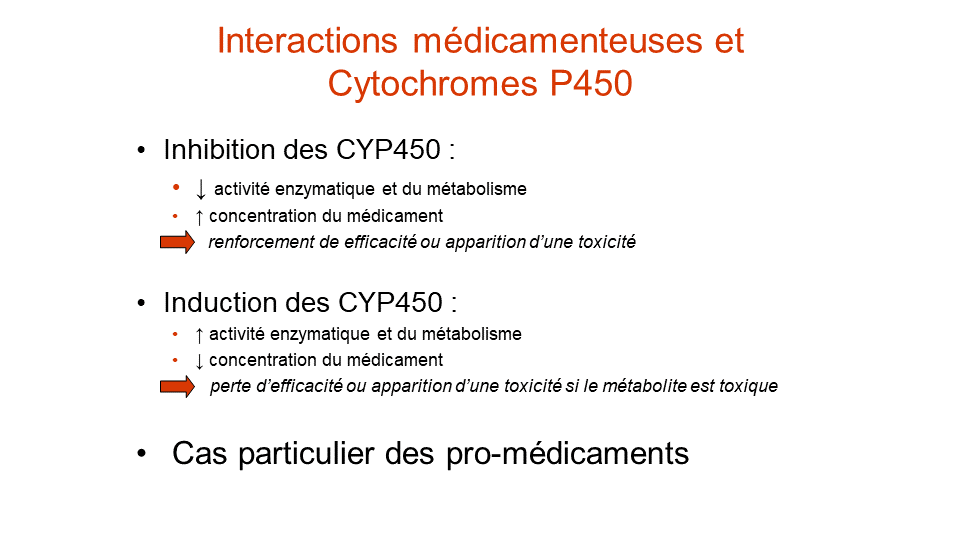 Interactions médicamenteuses et
Cytochromes P450
• Inhibition des CYP450 :
• ↓ activité enzymatique et du métabolisme
• ↑ concentration du médicament
renforcement de efficacité ou apparition d’une toxicité
• Induction des CYP450 :
• ↑ activité enzymatique et du métabolisme
• ↓ concentration du médicament
perte d’efficacité ou apparition d’une toxicité si le métabolite est toxique
• Cas particulier des pro-médicaments